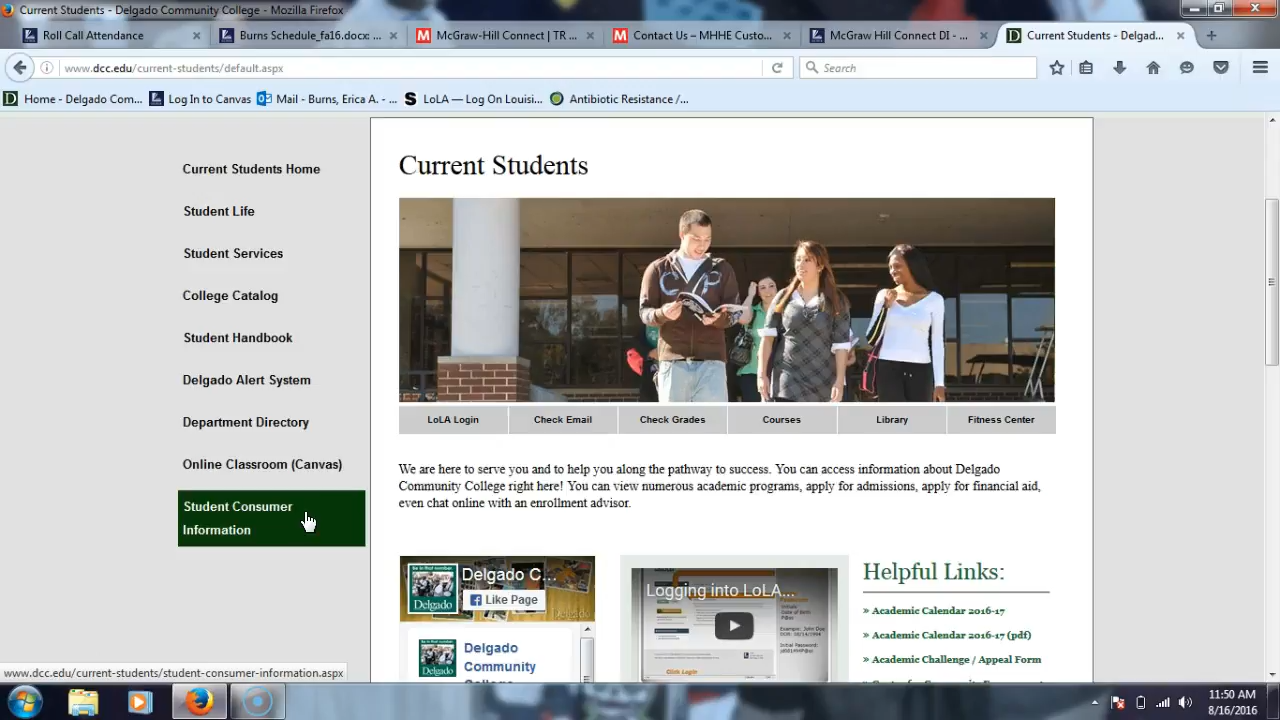 Current Students - Delgado Community College - Mozilla Firefox
Roll Call Attendance
Burns Schedule_fa16.docx: ...
McGraw-Hill Connect | TR ...
Contact Us – MHHE Custo...
McGraw Hill Connect DI - ...
Current Students - Delgad...
www.dcc.edu/current-students/default.aspx
Search
Home - Delgado Com...
Log In to Canvas
Mail - Burns, Erica A. - ...
LoLA — Log On Louisi...
Antibiotic Resistance /...
Current Students Home
Student Life
Student Services
College Catalog
Student Handbook
Delgado Alert System
Department Directory
Online Classroom (Canvas)
Student Consumer
Information
Current Students
LoLA Login
Check Email
Check Grades
Courses
Library
Fitness Center
We are here to serve you and to help you along the pathway to success. You can access information about Delgado
Community College right here! You can view numerous academic programs, apply for admissions, apply for financial aid,
even chat online with an enrollment advisor.
Delgado C...
Like Page
Delgado
Delgado
Community
Logging into LoLA...
Click Login
Helpful Links:
» Academic Calendar 2016-17
» Academic Calendar 2016-17 (pdf)
» Academic Challenge / Appeal Form
www.dcc.edu/current-students/student-consumer-information.aspx
11:50 AM
8/16/2016